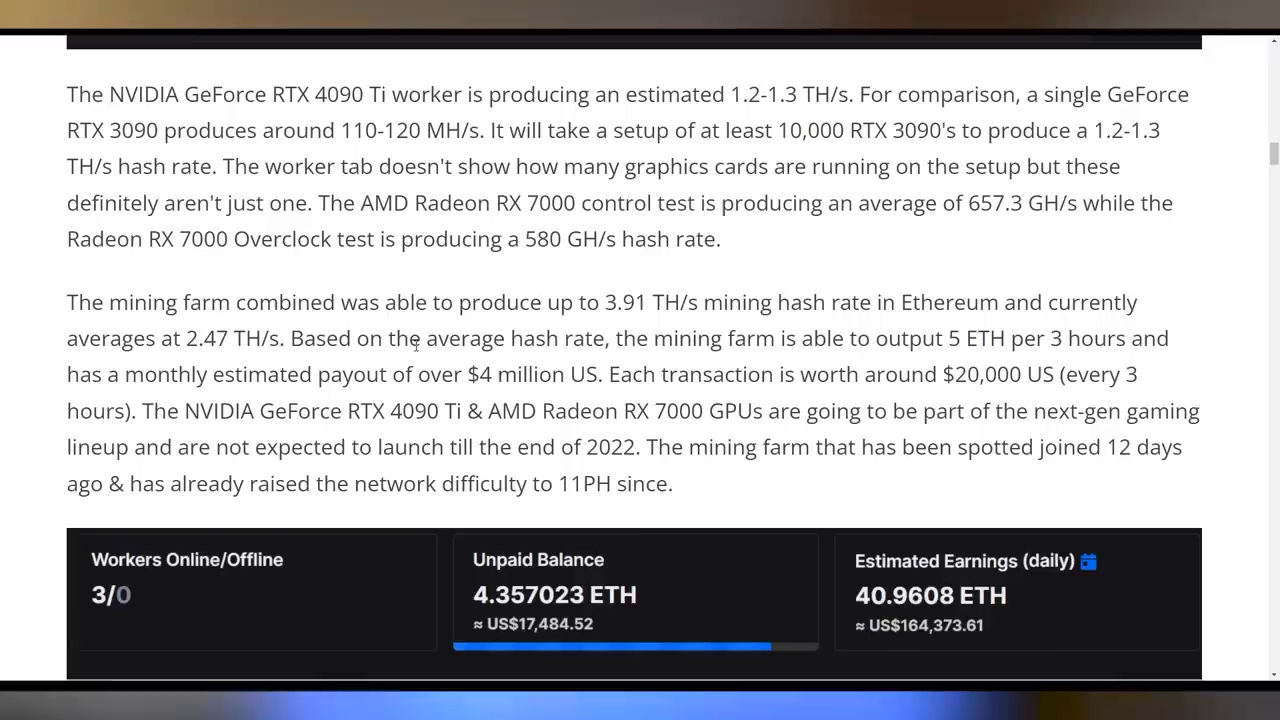 The NVIDIA GeForce RTX 4090 Ti worker is producing an estimated 1.2-1.3 TH/s. For comparison, a single GeForce
RTX 3090 produces around 110-120 MH/s. It will take a setup of at least 10,000 RTX 3090's to produce a 1.2-1.3
TH/s hash rate. The worker tab doesn't show how many graphics cards are running on the setup but these
definitely aren't just one. The AMD Radeon RX 7000 control test is producing an average of 657.3 GH/s while the
Radeon RX 7000 Overclock test is producing a 580 GH/s hash rate.
The mining farm combined was able to produce up to 3.91 TH/s mining hash rate in Ethereum and currently
averages at 2.47 TH/s. Based on the average hash rate, the mining farm is able to output 5 ETH per 3 hours and
has a monthly estimated payout of over $4 million US. Each transaction is worth around $20,000 US (every 3
hours). The NVIDIA GeForce RTX 4090 Ti & AMD Radeon RX 7000 GPUs are going to be part of the next-gen gaming
lineup and are not expected to launch till the end of 2022. The mining farm that has been spotted joined 12 days
ago & has already raised the network difficulty to 11PH since.
Workers Online/Offline
3/0
Unpaid Balance
4.357023 ETH
≈ US$17,484.52
Estimated Earnings (daily)
40.9608 ETH
≈ US$164,373.61